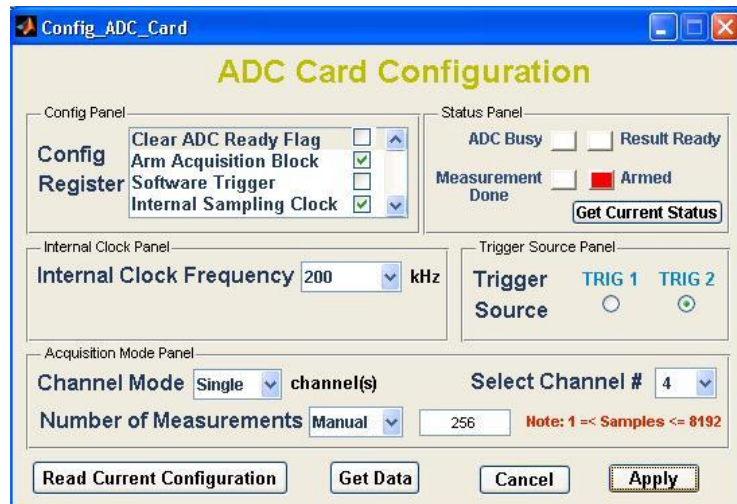 Config_ADC_Card
ADC Card Configuration
Config Panel
Config Register
Clear ADC Ready Flag
Arm Acquisition Block
Software Trigger
Internal Sampling Clock
Status Panel
ADC Busy
Result Ready
Measurement Done
Armed
Get Current Status
Internal Clock Panel
Internal Clock Frequency 200 kHz
Trigger Source Panel
Trigger Source
TRIG 1
TRIG 2
Acquisition Mode Panel
Channel Mode Single channel(s)
Select Channel # 4
Number of Measurements Manual 256
Note: 1 =< Samples <= 8192
Read Current Configuration
Get Data
Cancel
Apply